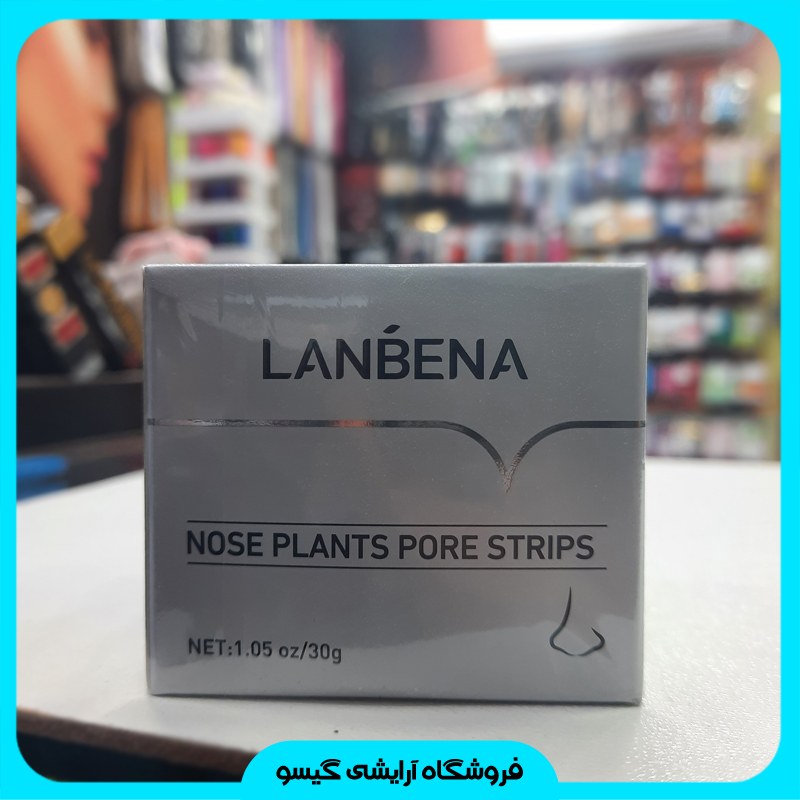 LANBENA
NOSE PLANTS PORE STRIPS
NET:1.05 oz/30g
فروشگاه آرایشی گیسو